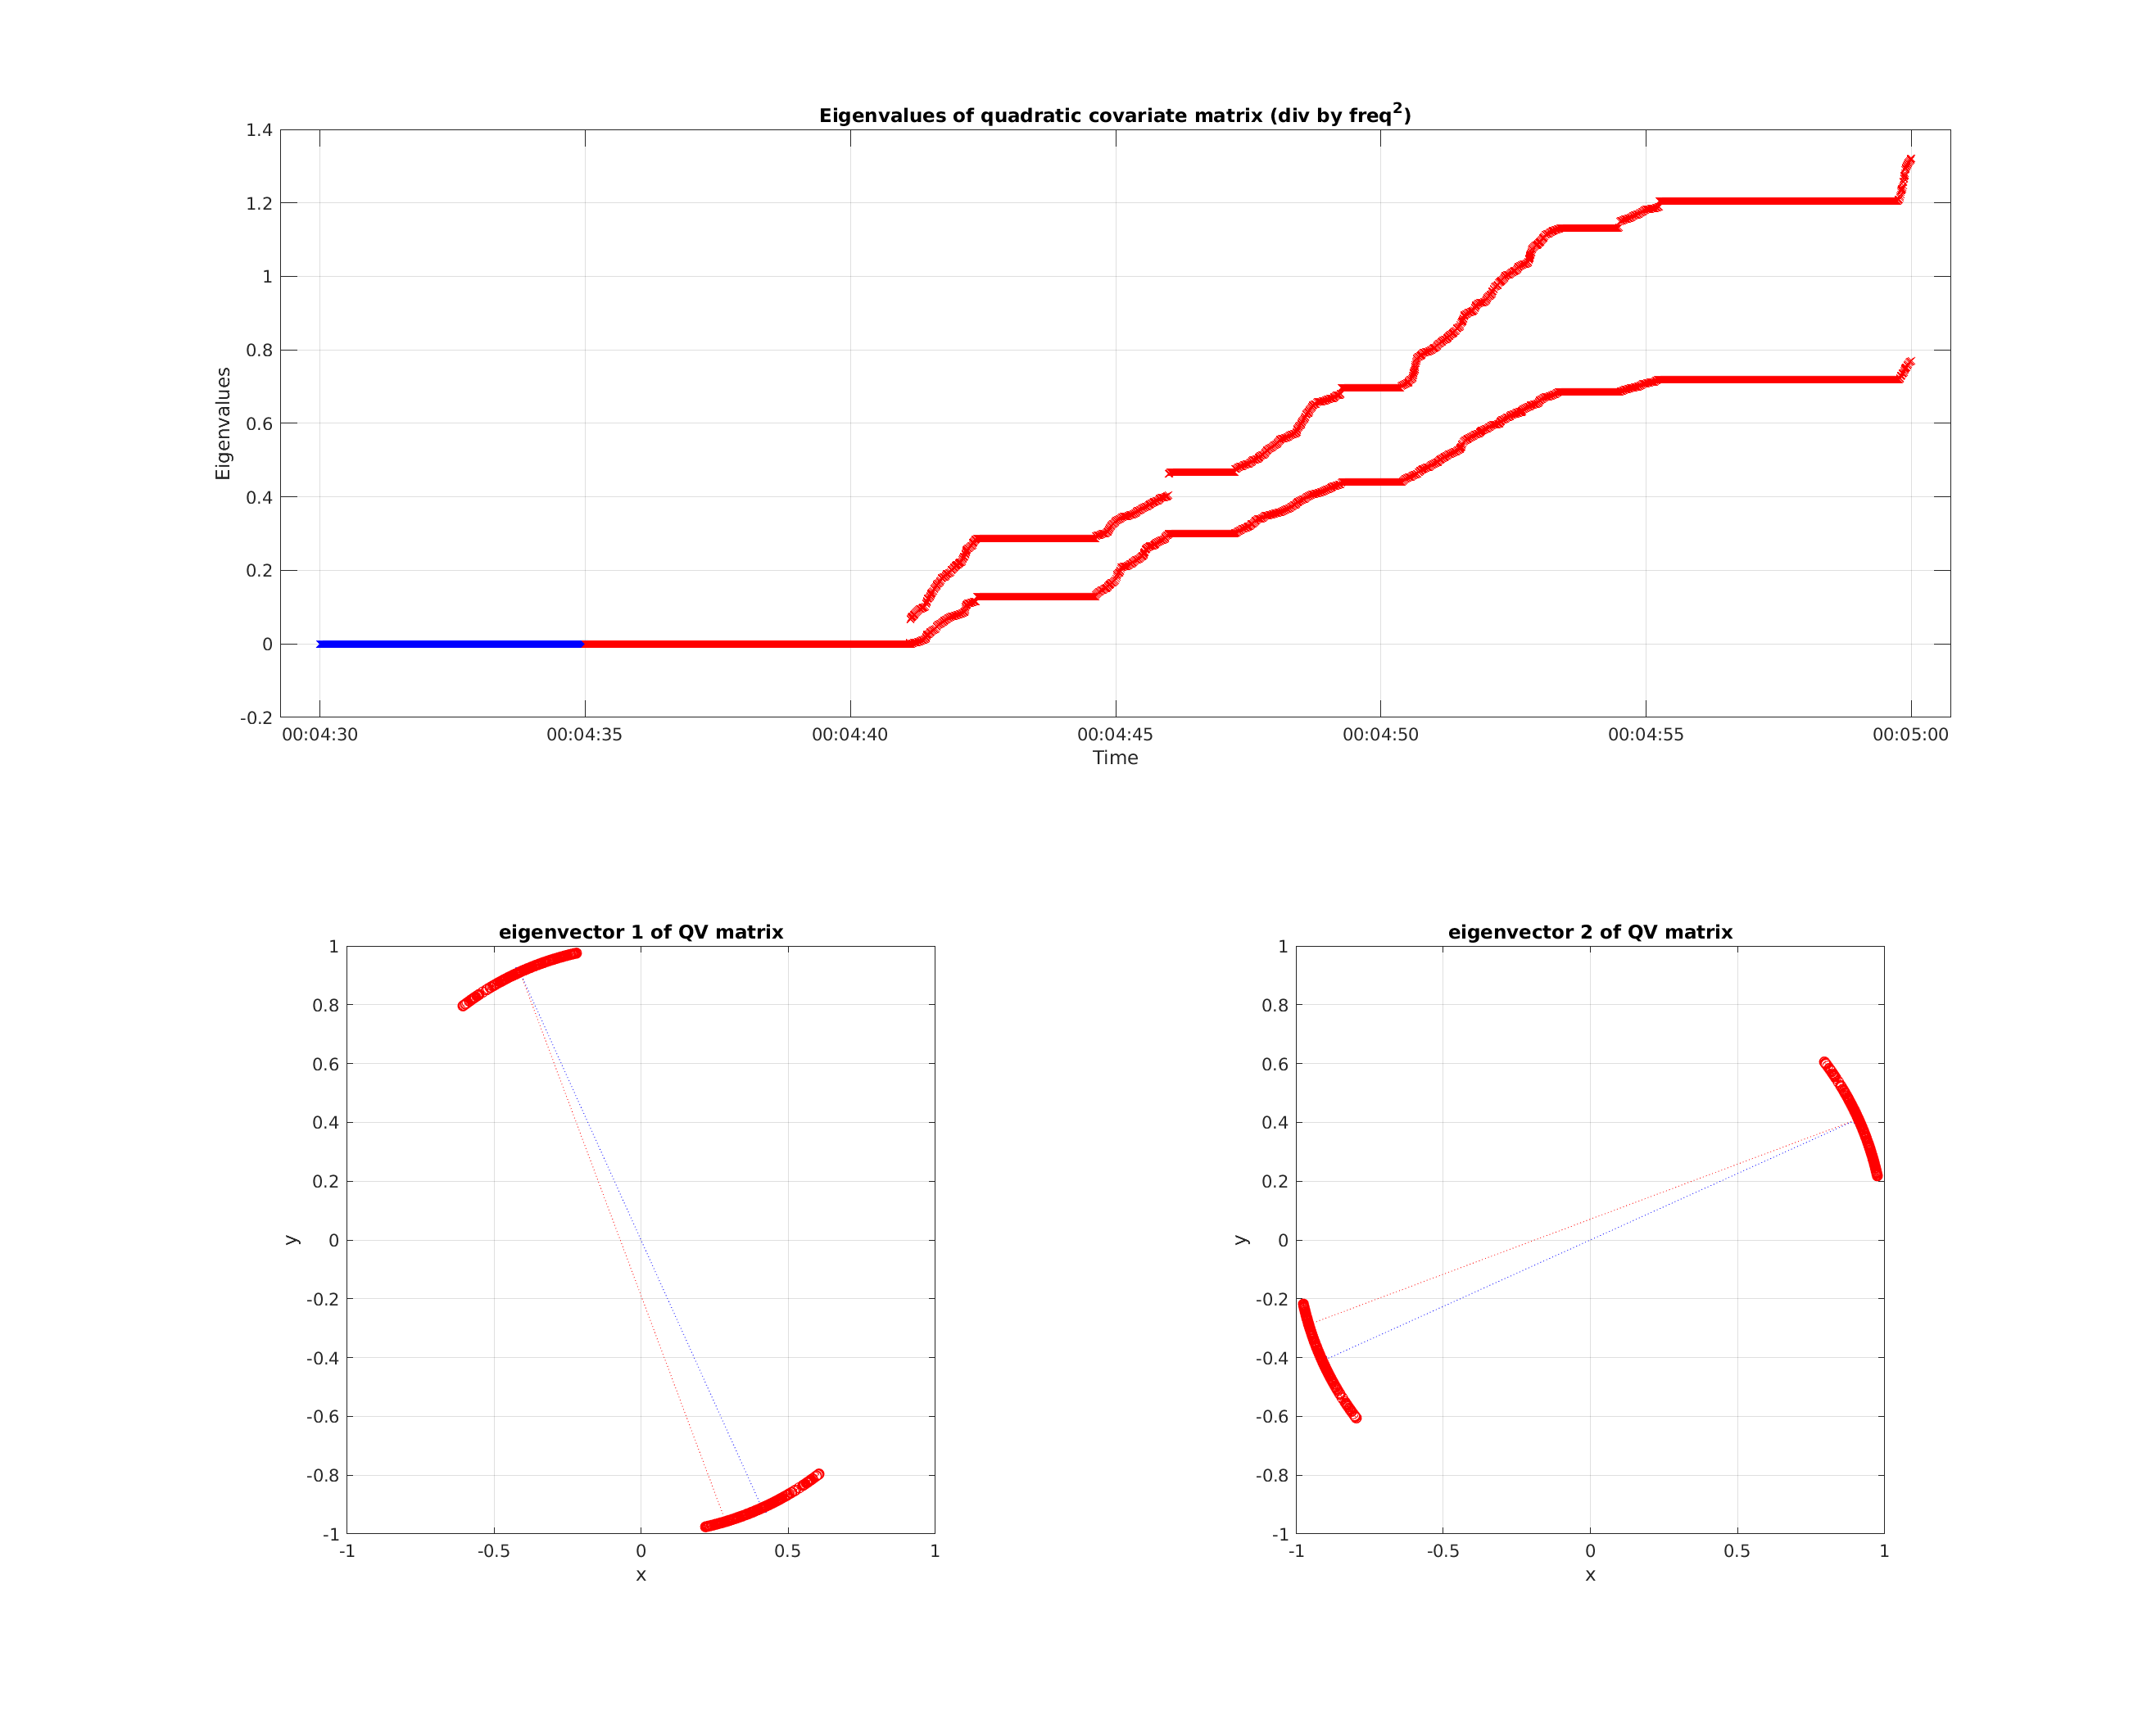 Eigenvalues of quadratic covariate matrix (div by freq²)
1.4
1.2
1
0.8
0.6
0.4
0.2
0
-0.2
Eigenvalues
00:04:30 00:04:35 00:04:40 00:04:45 00:04:50 00:04:55 00:05:00
Time
eigenvector 1 of QV matrix
1
0.8
0.6
0.4
0.2
0
-0.2
-0.4
-0.6
-0.8
-1
y
-1 -0.5 0 0.5 1
x
eigenvector 2 of QV matrix
1
0.8
0.6
0.4
0.2
0
-0.2
-0.4
-0.6
-0.8
-1
y
-1 -0.5 0 0.5 1
x